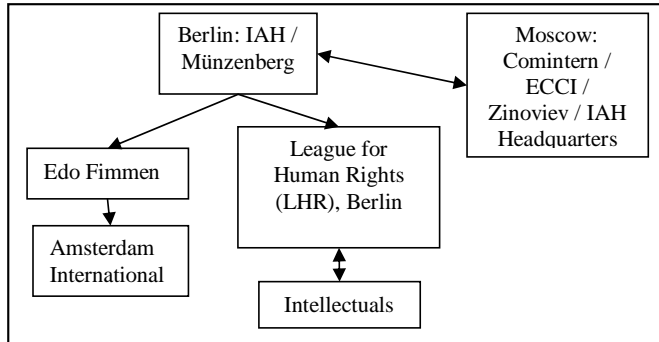 Berlin: IAH /
Münzenberg
Moscow:
Comintern /
ECCI /
Zinoviev / IAH
Headquarters
Edo Fimmen
League for
Human Rights
(LHR), Berlin
Amsterdam
International
Intellectuals